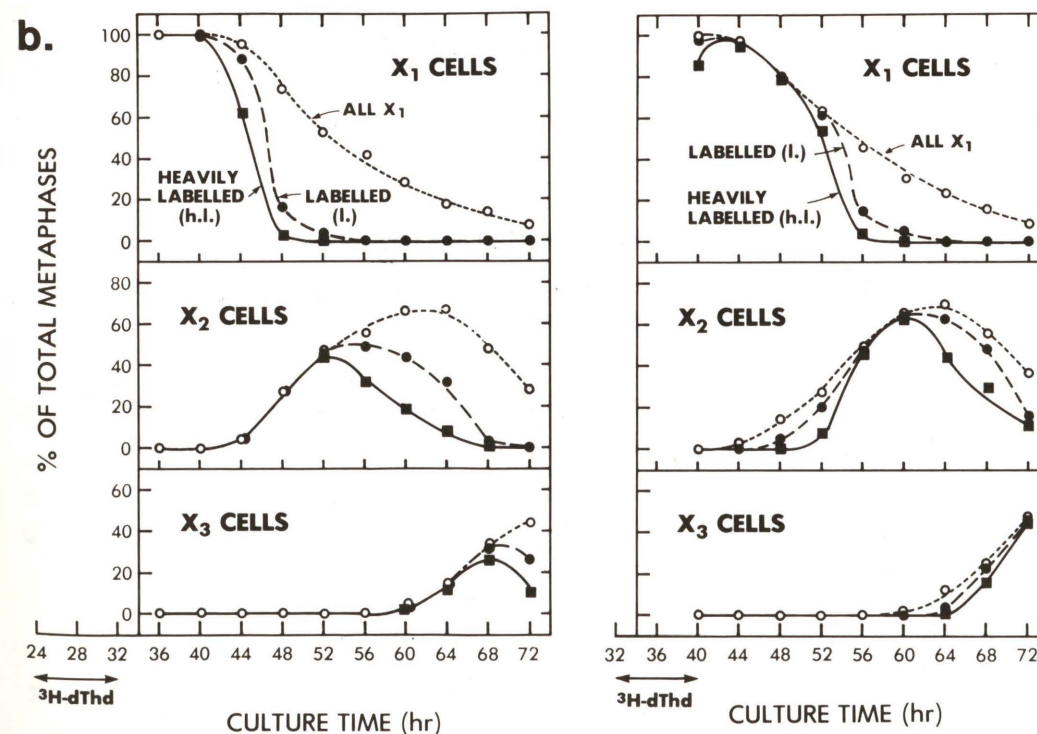 b.
% OF TOTAL METAPHASES
100
80
60
40
20
0
X₁ CELLS
ALL X₁
HEAVILY
LABELLED
(h.l.)
LABELLED
(l.)
80
60
40
20
0
X₂ CELLS
60
40
20
0
X₃ CELLS
24 28 32 36 40 44 48 52 56 60 64 68 72
³H-dThd
CULTURE TIME (hr)
X₁ CELLS
ALL X₁
LABELLED (l.)
HEAVILY
LABELLED (h.l.)
X₂ CELLS
X₃ CELLS
32 36 40 44 48 52 56 60 64 68 72
³H-dThd
CULTURE TIME (hr)